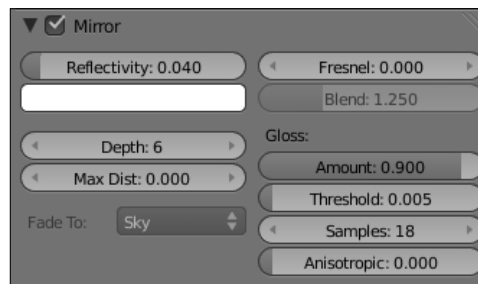 Mirror
Reflectivity: 0.040
Fresnel: 0.000
Blend: 1.250
Depth: 6
Max Dist: 0.000
Fade To: Sky
Gloss:
Amount: 0.900
Threshold: 0.005
Samples: 18
Anisotropic: 0.000